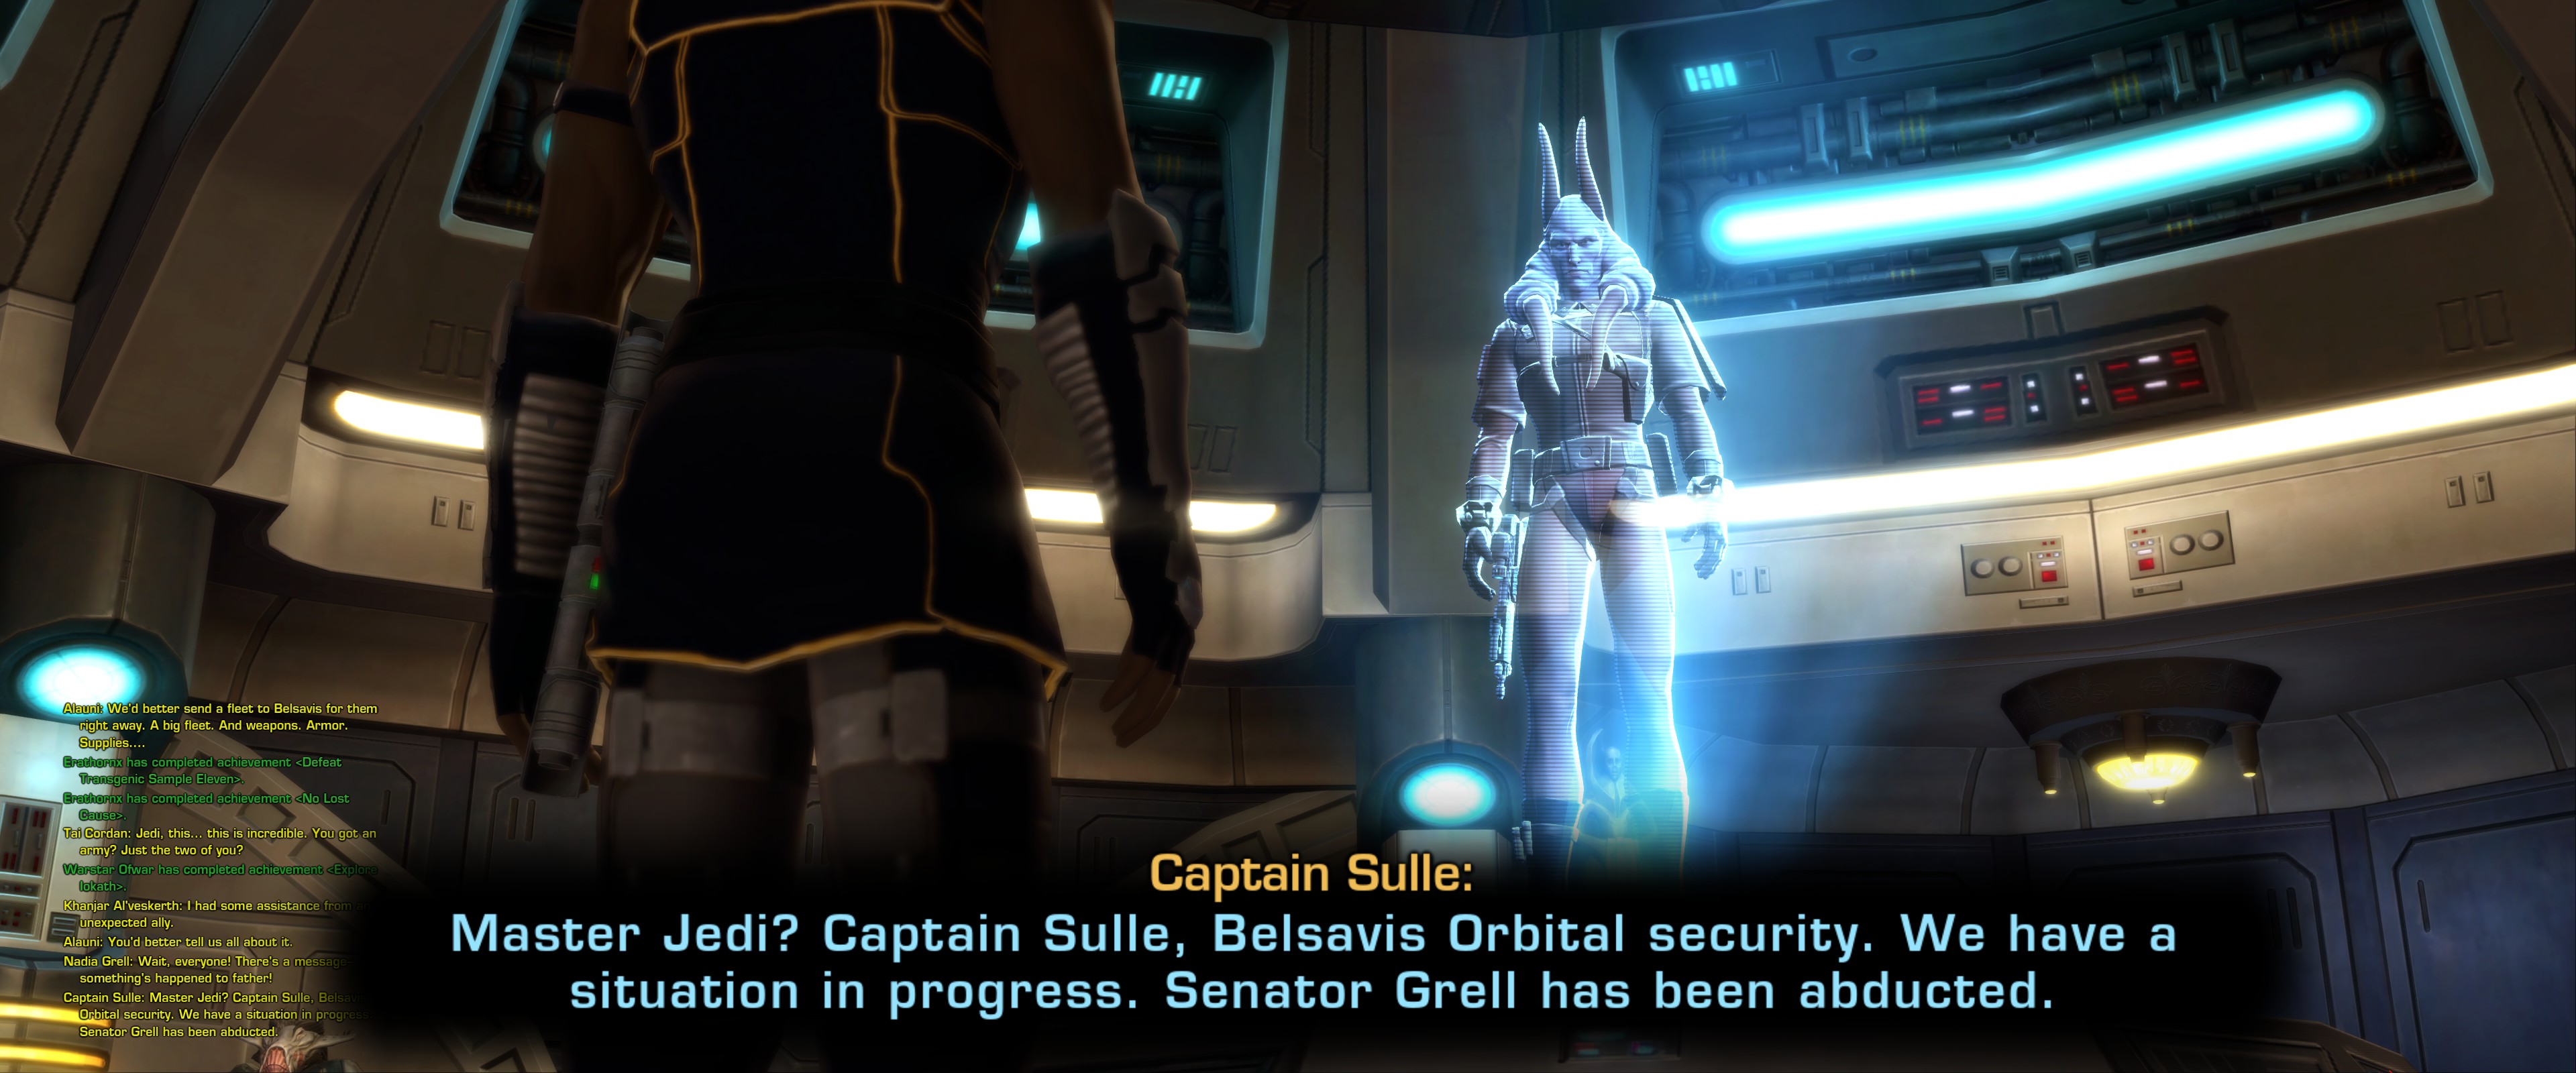 Alauni: We'd better send a fleet to Belsavis for them
right away. A big fleet. And weapons. Armor.
Supplies....
Erathornx has completed achievement <Defeat
Transgenic Sample Eleven>.
Erathornx has completed achievement <No Lost
Cause>.
Tai Cordan: Jedi, this... this is incredible. You got an
army? Just the two of you?
Warstar Ofwar has completed achievement <Explore
Iokath>.
Khanjar Al'veskerth: I had some assistance from an
unexpected ally.
Alauni: You'd better tell us all about it.
Nadia Grell: Wait, everyone! There's a message-
something's happened to father!
Captain Sulle: Master Jedi? Captain Sulle, Belsavis
Orbital security. We have a situation in progress.
Senator Grell has been abducted.
Captain Sulle:
Master Jedi? Captain Sulle, Belsavis Orbital security. We have a
situation in progress. Senator Grell has been abducted.